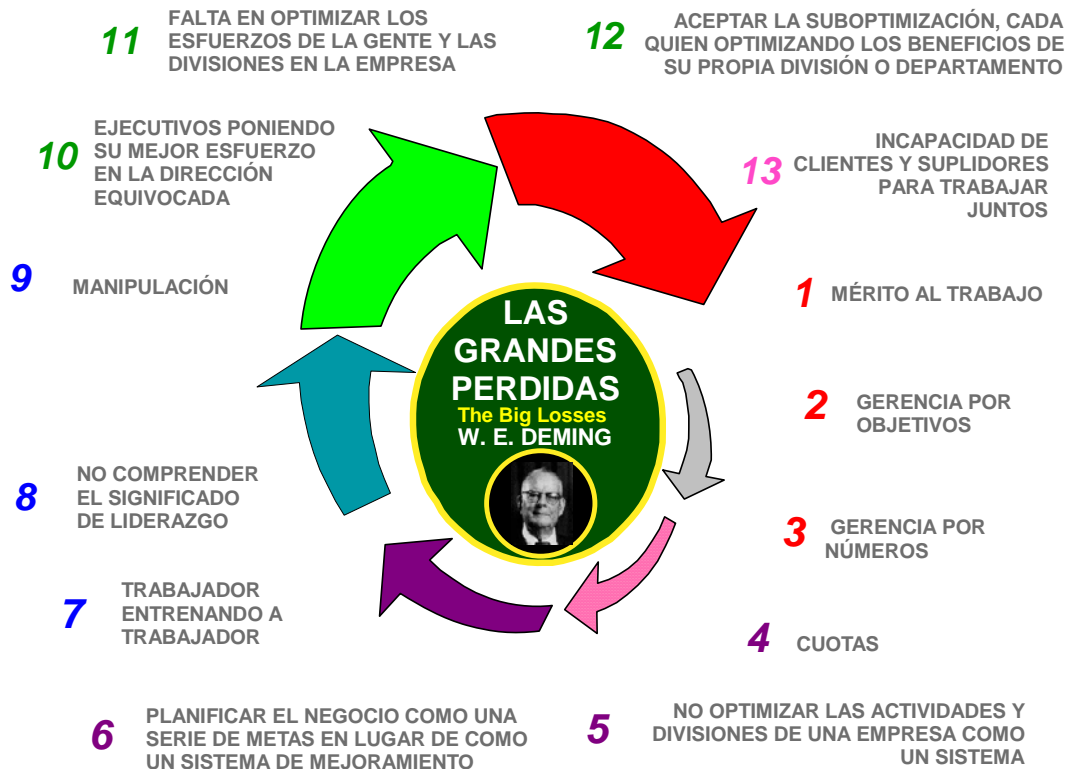 LAS
GRANDES
PERDIDAS
The Big Losses
W. E. DEMING
1 MÉRITO AL TRABAJO
2 GERENCIA POR
OBJETIVOS
3 GERENCIA POR
NÚMEROS
4 CUOTAS
5 NO OPTIMIZAR LAS ACTIVIDADES Y
DIVISIONES DE UNA EMPRESA COMO
UN SISTEMA
6 PLANIFICAR EL NEGOCIO COMO UNA
SERIE DE METAS EN LUGAR DE COMO
UN SISTEMA DE MEJORAMIENTO
7 TRABAJADOR
ENTRENANDO A
TRABAJADOR
8 NO COMPRENDER
EL SIGNIFICADO
DE LIDERAZGO
9 MANIPULACIÓN
10 EJECUTIVOS PONIENDO
SU MEJOR ESFUERZO
EN LA DIRECCIÓN
EQUIVOCADA
11 FALTA EN OPTIMIZAR LOS
ESFUERZOS DE LA GENTE Y LAS
DIVISIONES EN LA EMPRESA
12 ACEPTAR LA SUBOPTIMIZACIÓN, CADA
QUIEN OPTIMIZANDO LOS BENEFICIOS DE
SU PROPIA DIVISIÓN O DEPARTAMENTO
13 INCAPACIDAD DE
CLIENTES Y SUPLIDORES
PARA TRABAJAR
JUNTOS